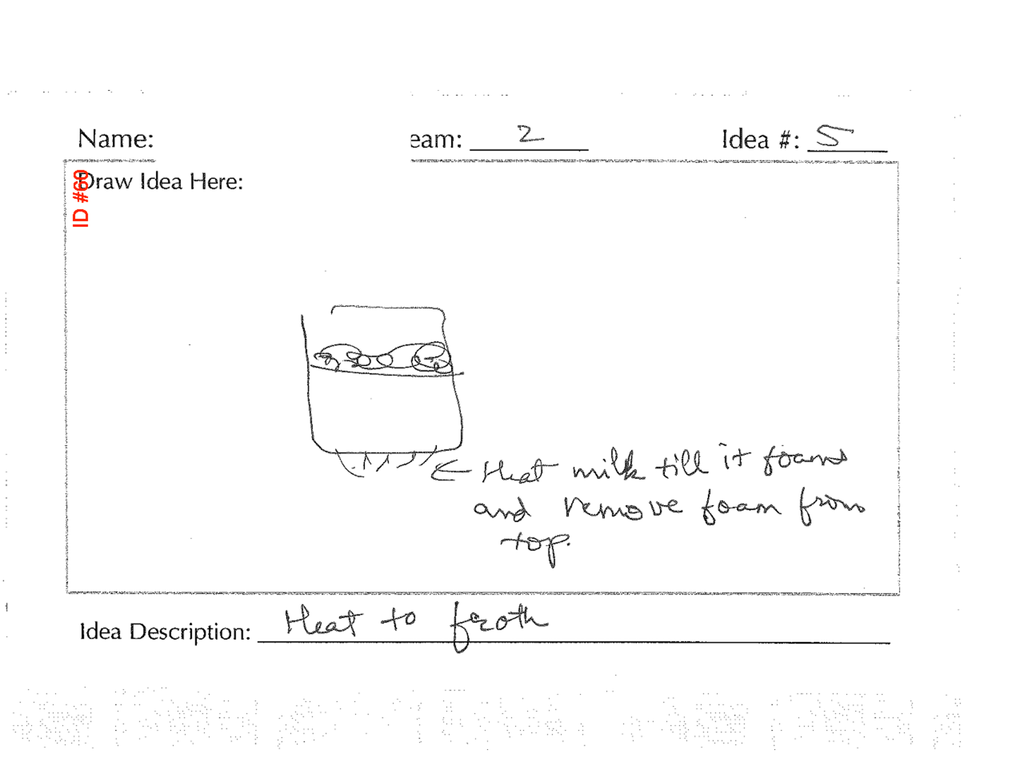 Name: eam: 2 Idea #: 5
ID #69
Draw Idea Here:
← Heat milk till it foams
and remove foam from
top.
Idea Description: Heat to froth